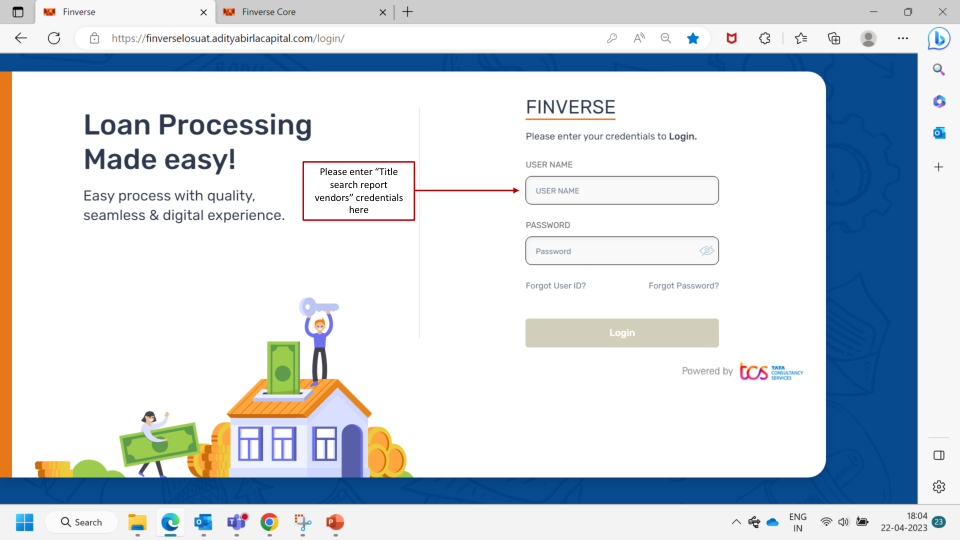 Finverse
Finverse Core
https://finverselosuat.adityabirlacapital.com/login/
Loan Processing
Made easy!
Easy process with quality,
seamless & digital experience.
Please enter “Title
search report
vendors” credentials
here
FINVERSE
Please enter your credentials to Login.
USER NAME
USER NAME
PASSWORD
Password
Forgot User ID? Forgot Password?
Login
Powered by tcs TATA
CONSULTANCY
SERVICES
Search
ENG
IN
18:04
22-04-2023
23